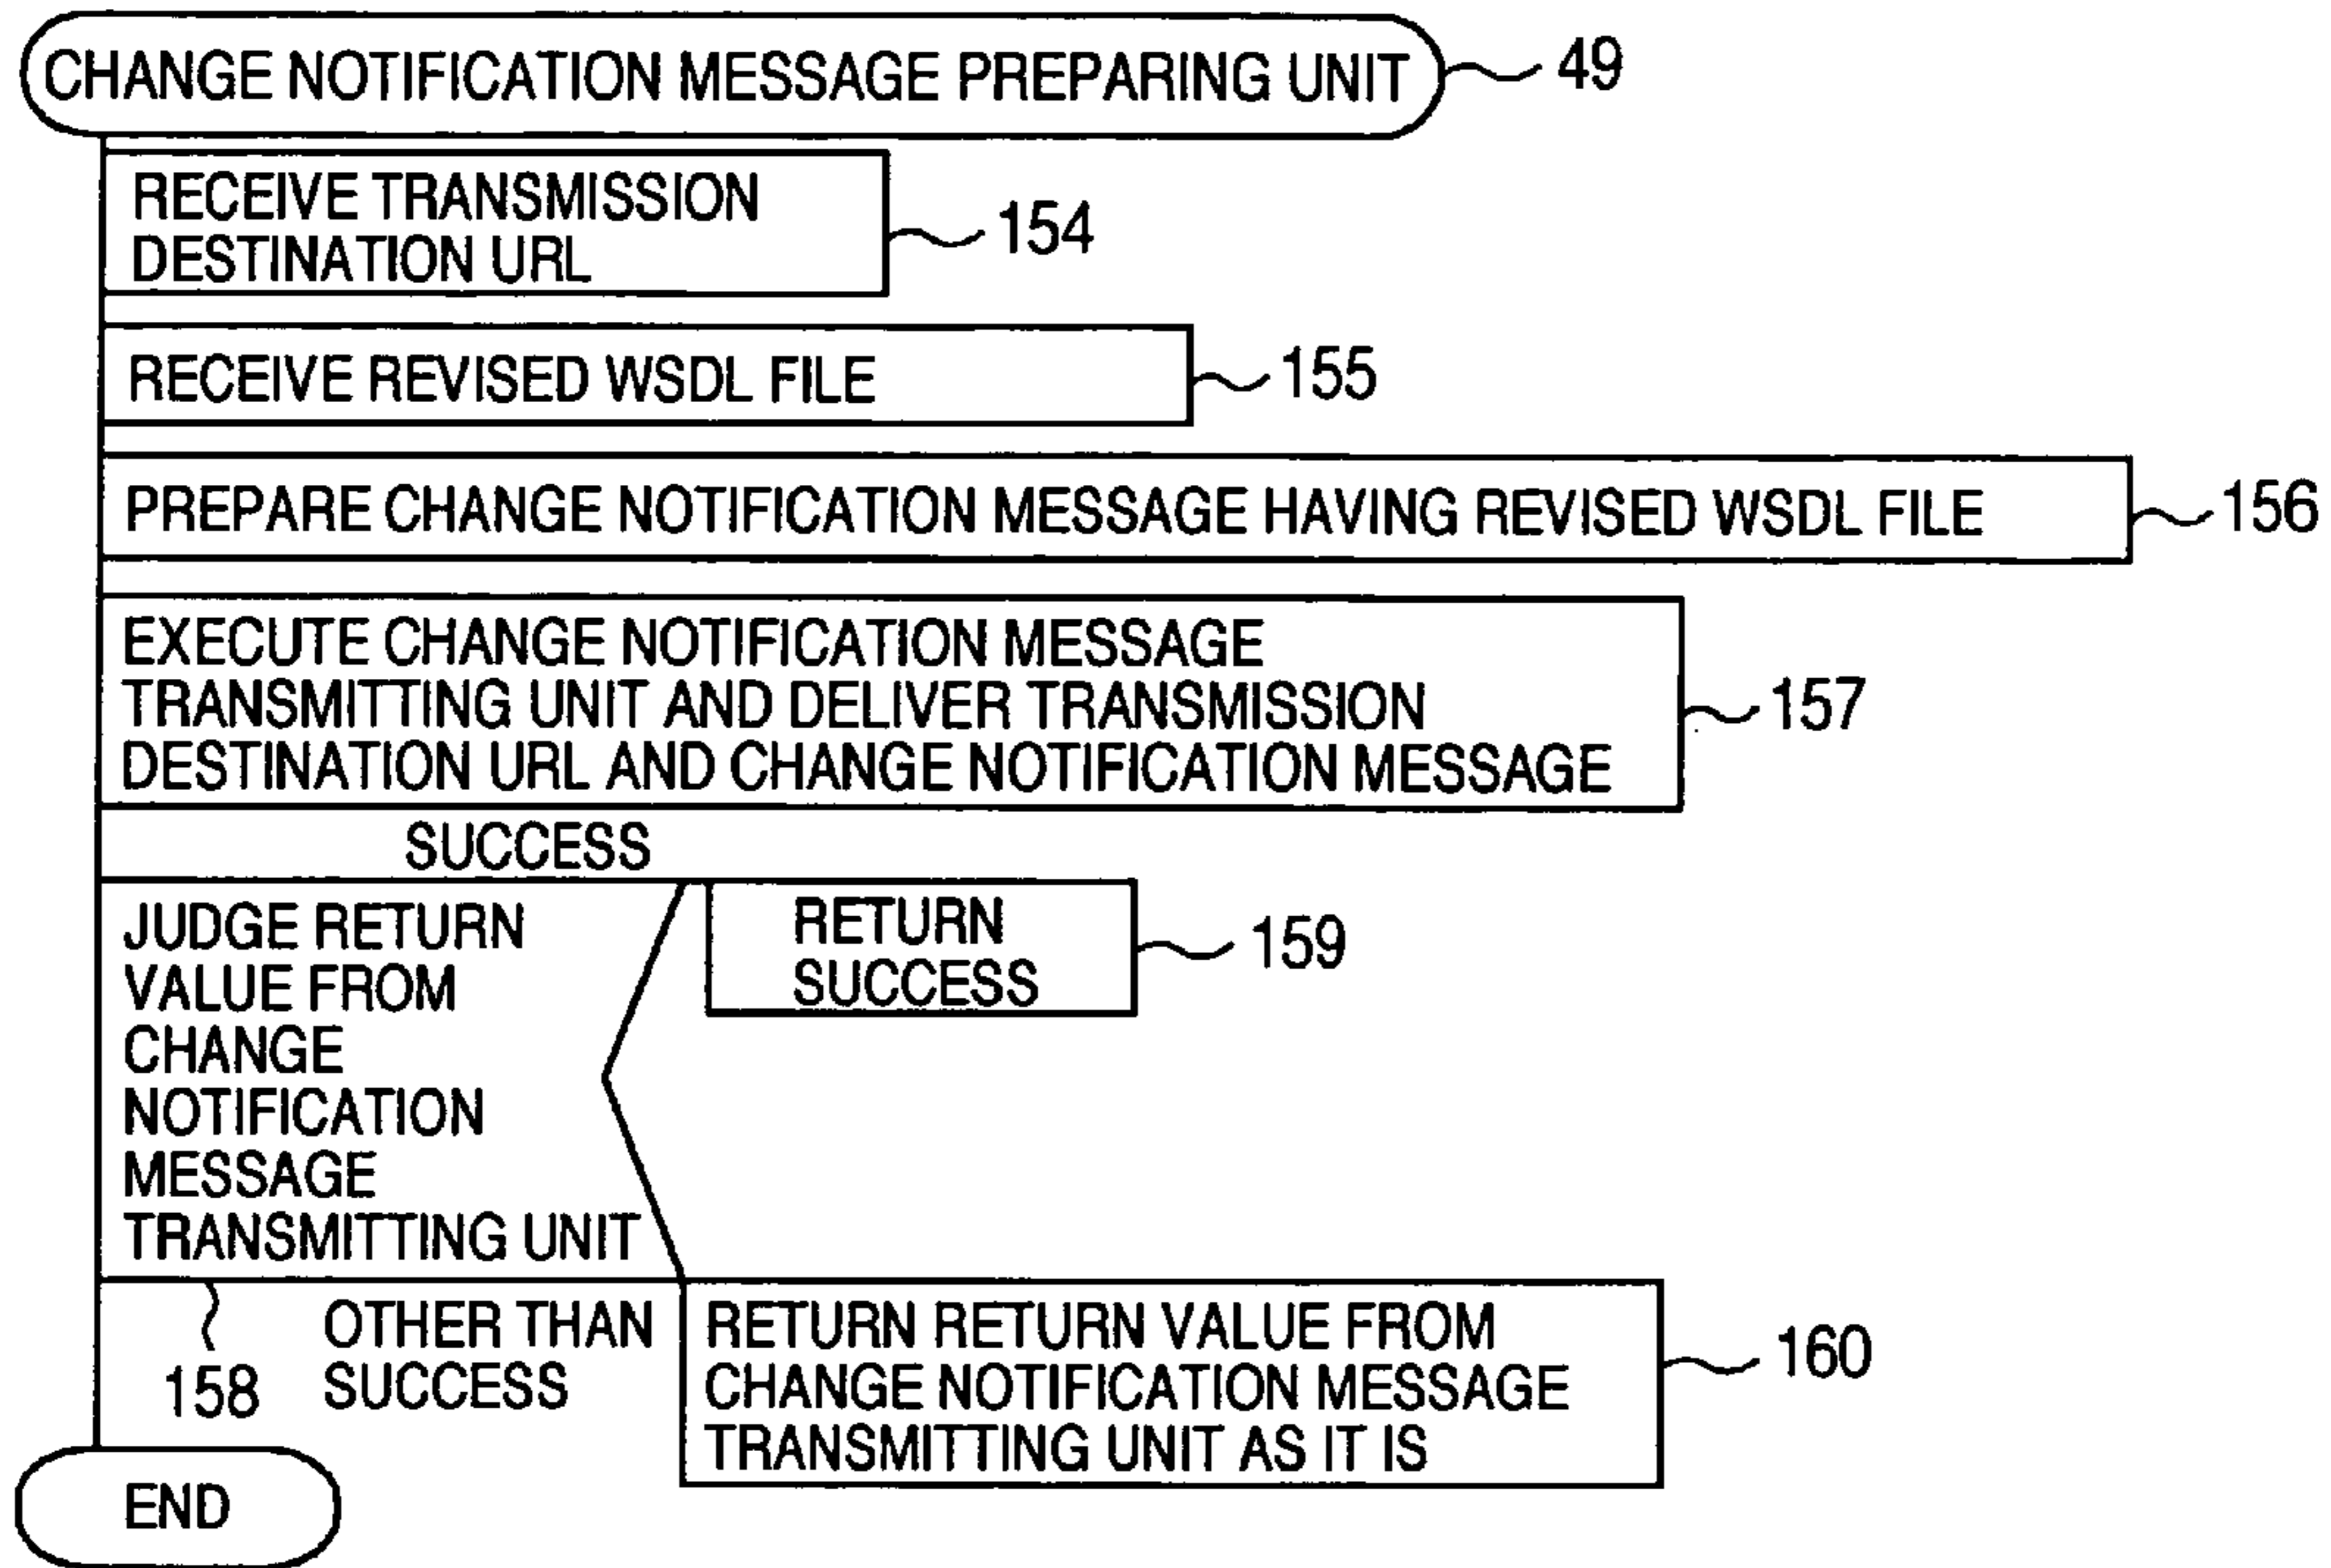 CHANGE NOTIFICATION MESSAGE PREPARING UNIT
49
RECEIVE TRANSMISSION
DESTINATION URL
154
RECEIVE REVISED WSDL FILE
155
PREPARE CHANGE NOTIFICATION MESSAGE HAVING REVISED WSDL FILE
156
EXECUTE CHANGE NOTIFICATION MESSAGE
TRANSMITTING UNIT AND DELIVER TRANSMISSION
DESTINATION URL AND CHANGE NOTIFICATION MESSAGE
157
SUCCESS
JUDGE RETURN
VALUE FROM
CHANGE
NOTIFICATION
MESSAGE
TRANSMITTING UNIT
158
RETURN
SUCCESS
159
OTHER THAN
SUCCESS
RETURN RETURN VALUE FROM
CHANGE NOTIFICATION MESSAGE
TRANSMITTING UNIT AS IT IS
160
END